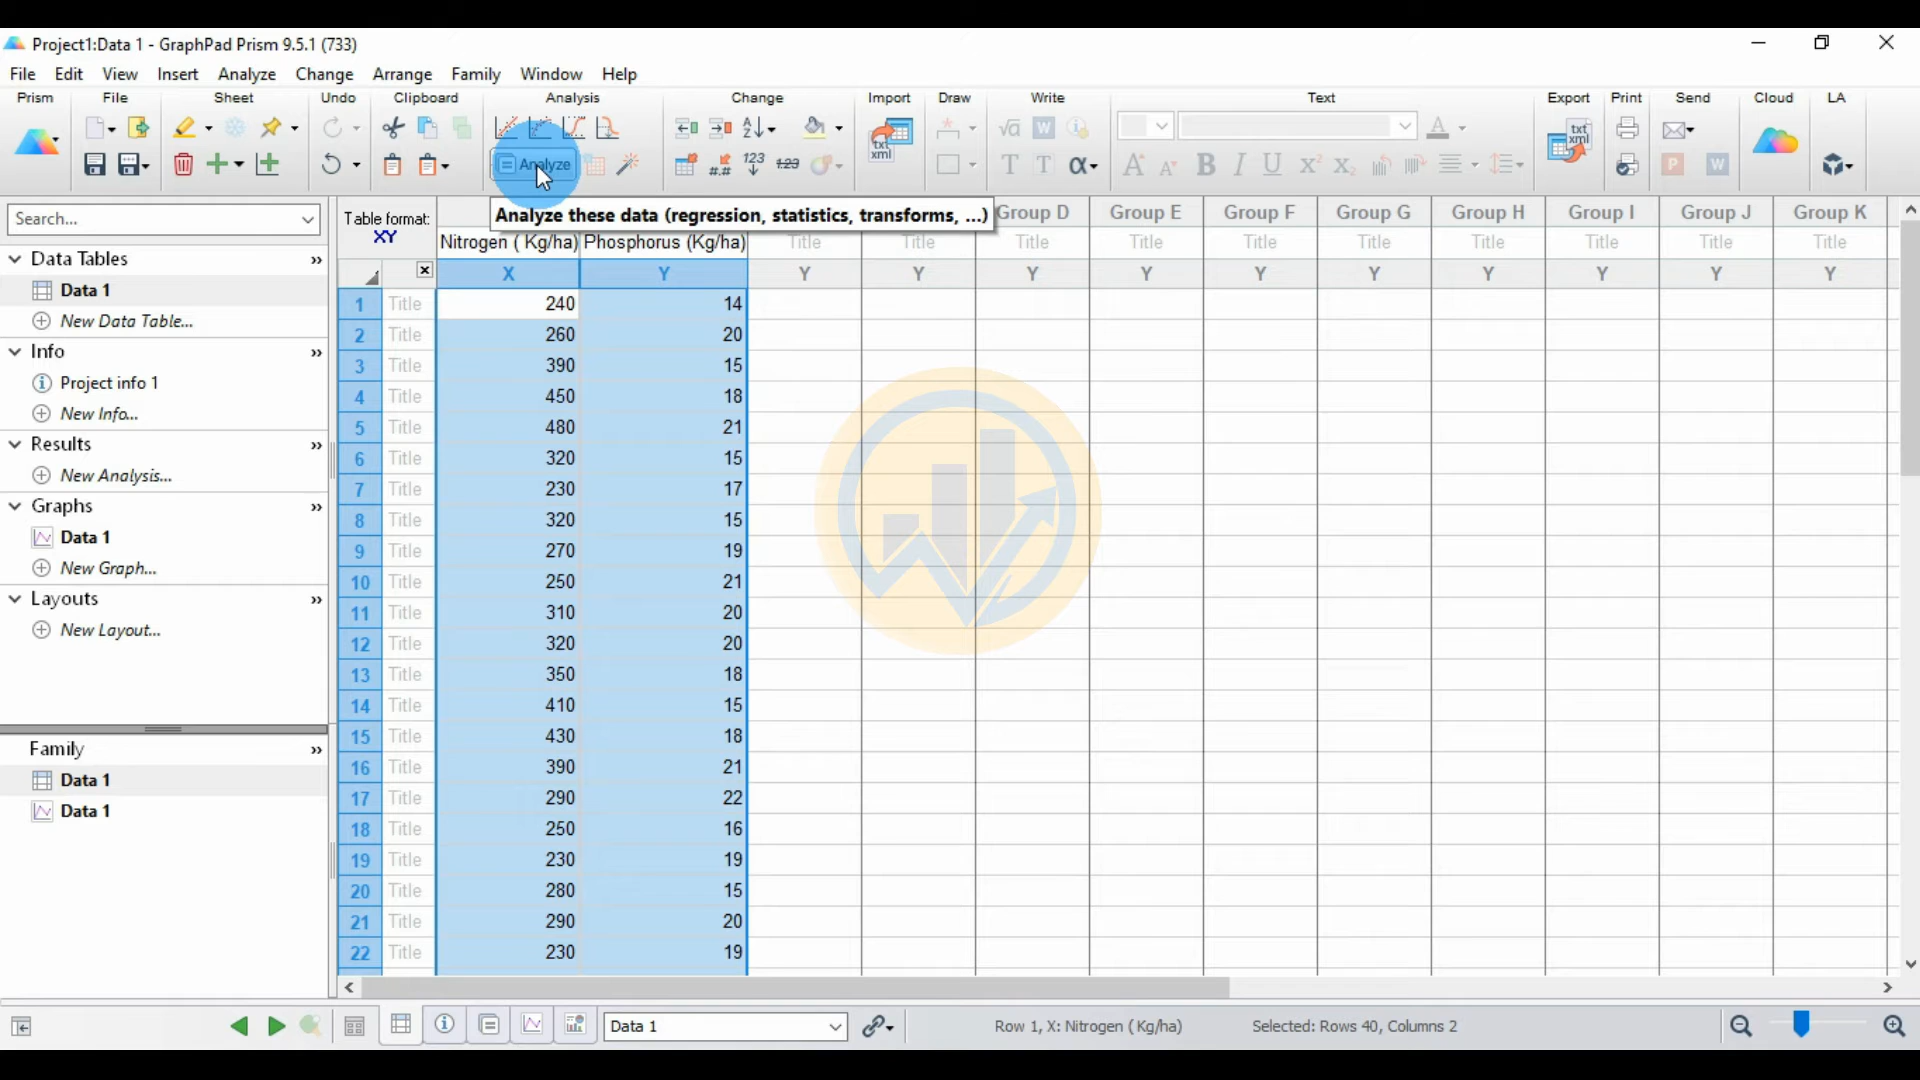 Project1:Data 1 - GraphPad Prism 9.5.1 (733)
File Edit View Insert Analyze Change Arrange Family Window Help
Prism File Sheet Undo Clipboard Analysis Change Import Draw Write Text Export Print Send Cloud LA
Analyze
Analyze these data (regression, statistics, transforms, ...)
Search...
Table format:
XY
Group D Group E Group F Group G Group H Group I Group J Group K
Nitrogen ( Kg/ha) Phosphorus (Kg/ha) Title Title Title Title Title Title Title Title Title Title
X Y Y Y Y Y Y Y Y Y Y Y
Data Tables
Data 1
New Data Table...
Info
Project info 1
New Info...
Results
New Analysis...
Graphs
Data 1
New Graph...
Layouts
New Layout...
Family
Data 1
Data 1
1 Title 240 14
2 Title 260 20
3 Title 390 15
4 Title 450 18
5 Title 480 21
6 Title 320 15
7 Title 230 17
8 Title 320 15
9 Title 270 19
10 Title 250 21
11 Title 310 20
12 Title 320 20
13 Title 350 18
14 Title 410 15
15 Title 430 18
16 Title 390 21
17 Title 290 22
18 Title 250 16
19 Title 230 19
20 Title 280 15
21 Title 290 20
22 Title 230 19
Data 1
Row 1, X: Nitrogen ( Kg/ha)
Selected: Rows 40, Columns 2